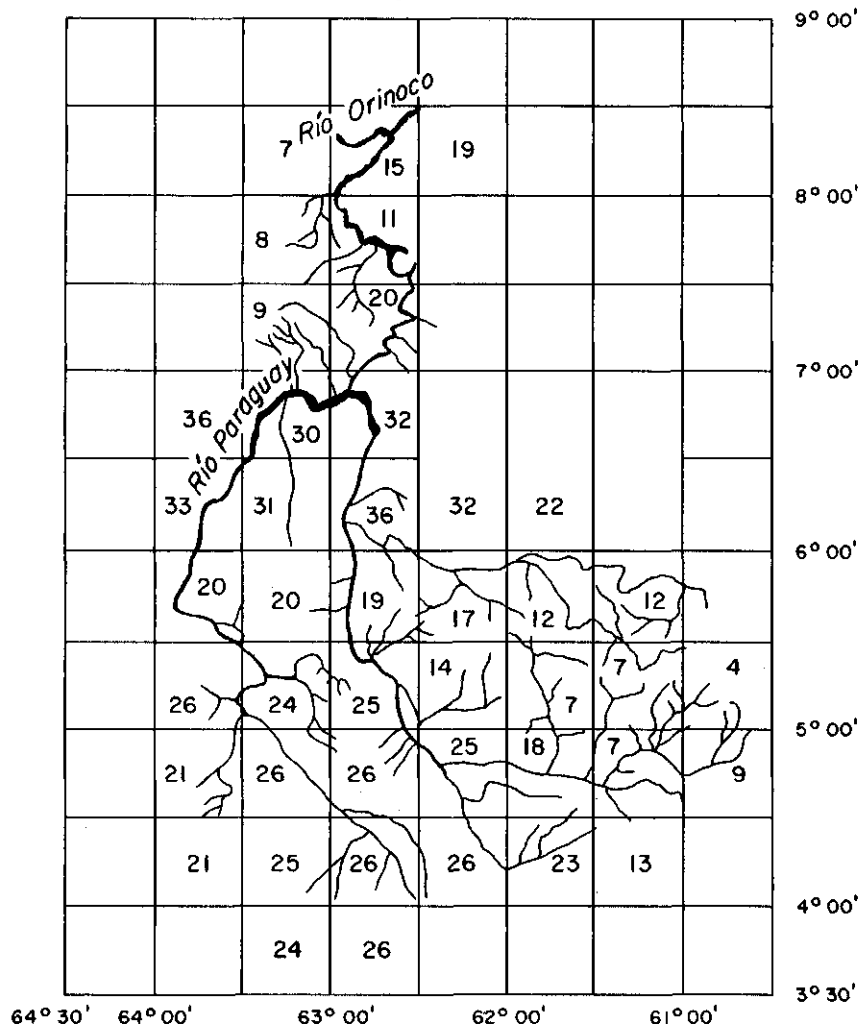 9° 00'
Río Orinoco
7 15 19
8° 00'
8 11
9 20
7° 00'
Río Paraguay
36 30 32
33 31 36 32 22
6° 00'
20 20 19 17 12 12
26 24 25 14 7 7 4
5° 00'
21 26 26 25 18 7 9
21 25 26 26 23 13
4° 00'
24 26
3° 30'
64° 30' 64° 00' 63° 00' 62° 00' 61° 00'